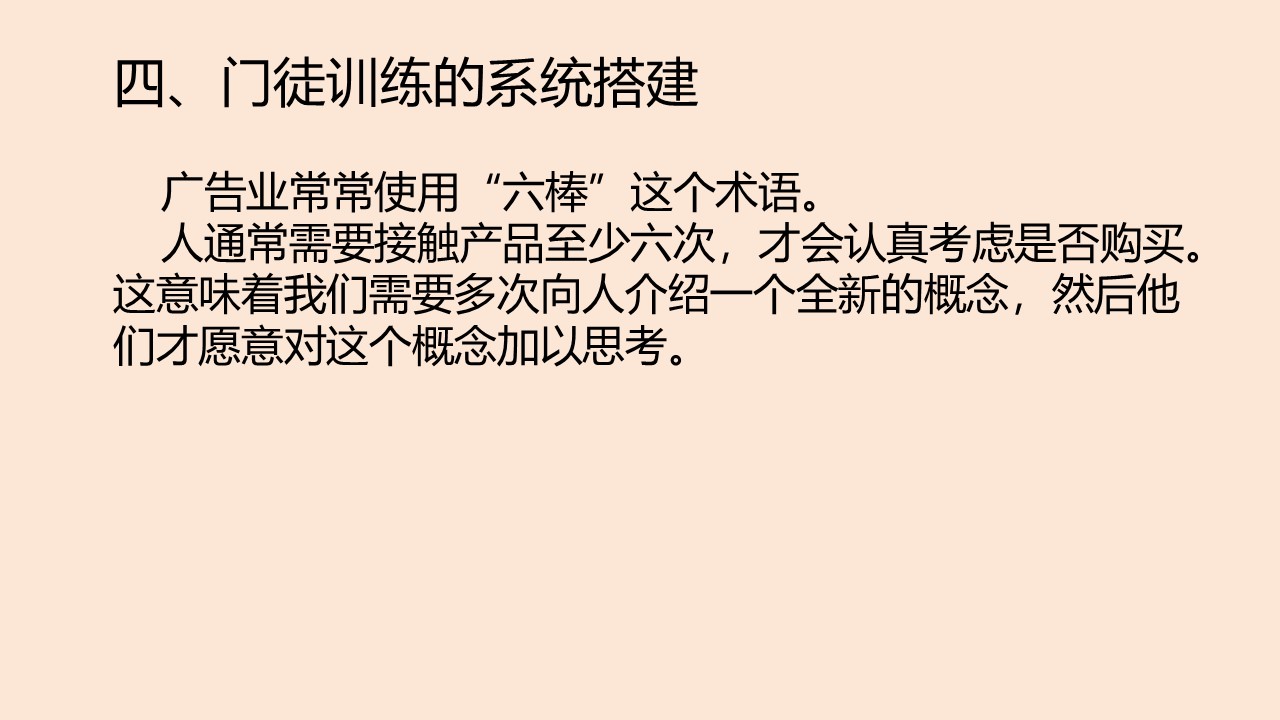 四、门徒训练的系统搭建
广告业常常使用“六棒”这个术语。
人通常需要接触产品至少六次，才会认真考虑是否购买。
这意味着我们需要多次向人介绍一个全新的概念，然后他
们才愿意对这个概念加以思考。